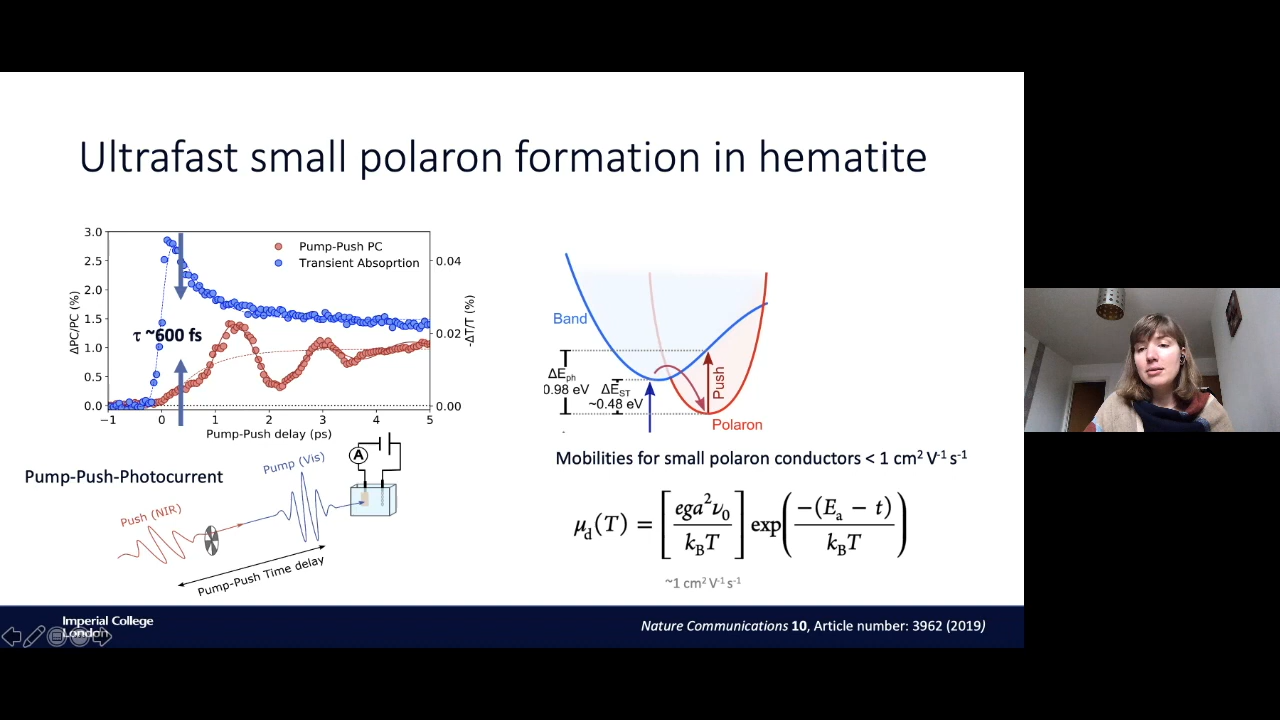 Ultrafast small polaron formation in hematite
3.0
2.5
2.0
1.5
1.0
0.5
0.0
ΔPC/PC (%)
Pump-Push PC
Transient Absoprtion
τ ~600 fs
0.04
0.02
0.00
-ΔT/T (%)
−1 0 1 2 3 4 5
Pump-Push delay (ps)
Band
ΔE_ph
0.98 eV
ΔE_ST
~0.48 eV
Push
Polaron
Pump-Push-Photocurrent
Push (NIR)
Pump (Vis)
A
Pump-Push Time delay
Mobilities for small polaron conductors < 1 cm² V⁻¹ s⁻¹
μ_d(T) = [ega²ν₀ / k_BT] exp(−(E_a − t) / k_BT)
~1 cm² V⁻¹ s⁻¹
Imperial College
London
Nature Communications 10, Article number: 3962 (2019)